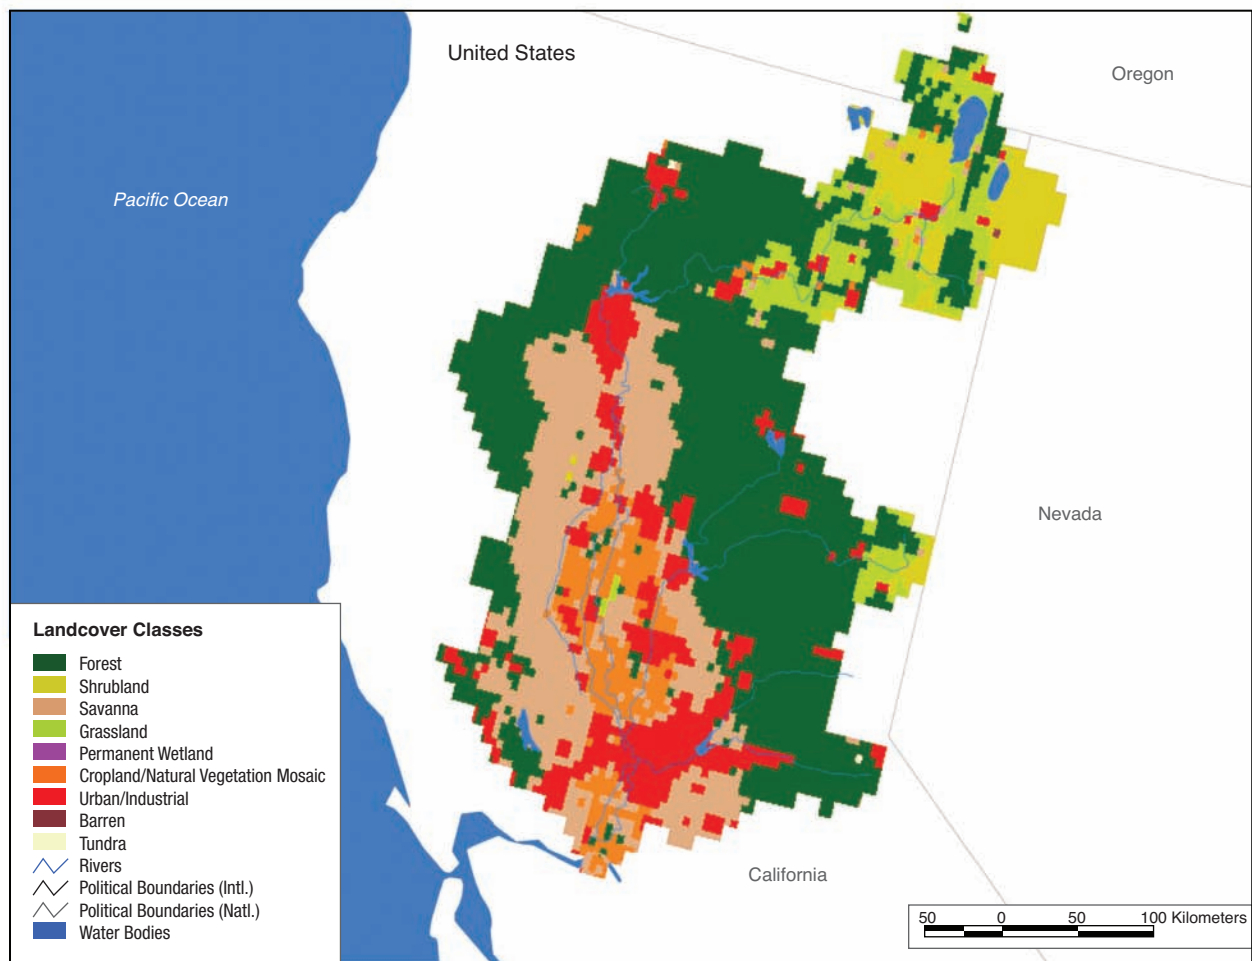 United States
Oregon
Pacific Ocean
Nevada
California
Landcover Classes
Forest
Shrubland
Savanna
Grassland
Permanent Wetland
Cropland/Natural Vegetation Mosaic
Urban/Industrial
Barren
Tundra
Rivers
Political Boundaries (Intl.)
Political Boundaries (Natl.)
Water Bodies
50 0 50 100 Kilometers